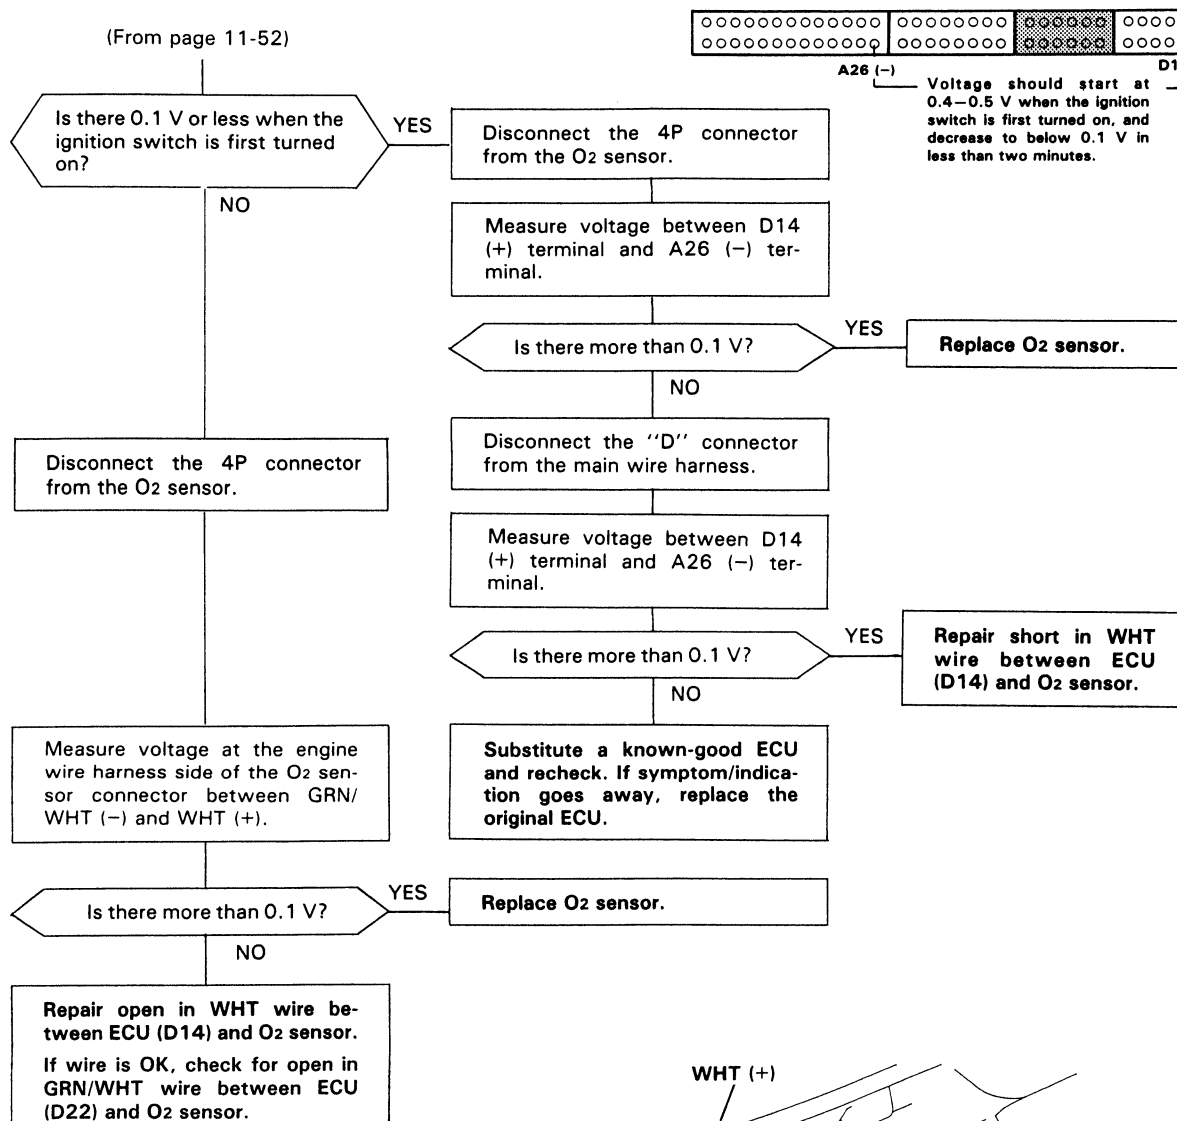 (From page 11-52)
A26 (−)
Voltage should start at
0.4−0.5 V when the ignition
switch is first turned on, and
decrease to below 0.1 V in
less than two minutes.
Is there 0.1 V or less when the
ignition switch is first turned
on?
YES
Disconnect the 4P connector
from the O2 sensor.
NO
Measure voltage between D14
(+) terminal and A26 (−) ter-
minal.
Is there more than 0.1 V?
YES
Replace O2 sensor.
NO
Disconnect the "D" connector
from the main wire harness.
Disconnect the 4P connector
from the O2 sensor.
Measure voltage between D14
(+) terminal and A26 (−) ter-
minal.
Is there more than 0.1 V?
YES
Repair short in WHT
wire between ECU
(D14) and O2 sensor.
NO
Substitute a known-good ECU
and recheck. If symptom/indica-
tion goes away, replace the
original ECU.
Measure voltage at the engine
wire harness side of the O2 sen-
sor connector between GRN/
WHT (−) and WHT (+).
Is there more than 0.1 V?
YES
Replace O2 sensor.
NO
Repair open in WHT wire be-
tween ECU (D14) and O2 sensor.
If wire is OK, check for open in
GRN/WHT wire between ECU
(D22) and O2 sensor.
WHT (+)